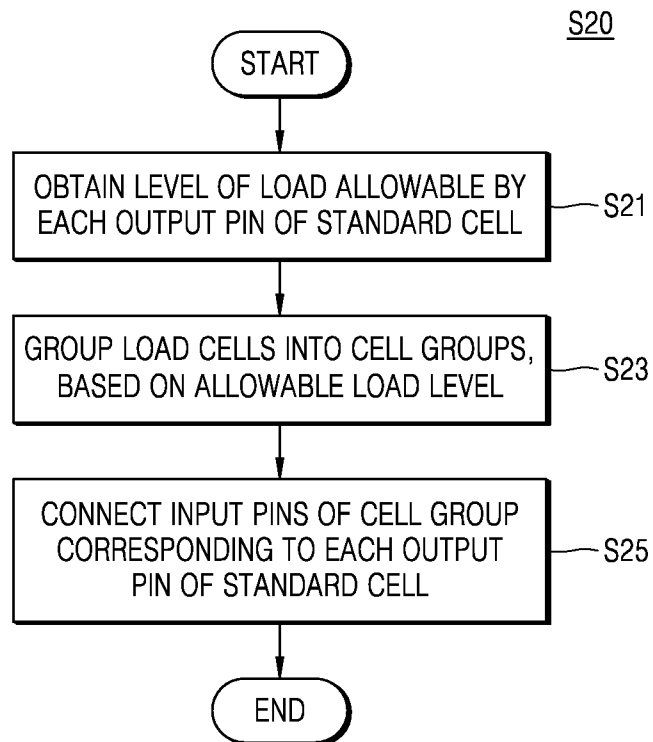 S20
START
OBTAIN LEVEL OF LOAD ALLOWABLE BY
EACH OUTPUT PIN OF STANDARD CELL
S21
GROUP LOAD CELLS INTO CELL GROUPS,
BASED ON ALLOWABLE LOAD LEVEL
S23
CONNECT INPUT PINS OF CELL GROUP
CORRESPONDING TO EACH OUTPUT
PIN OF STANDARD CELL
S25
END